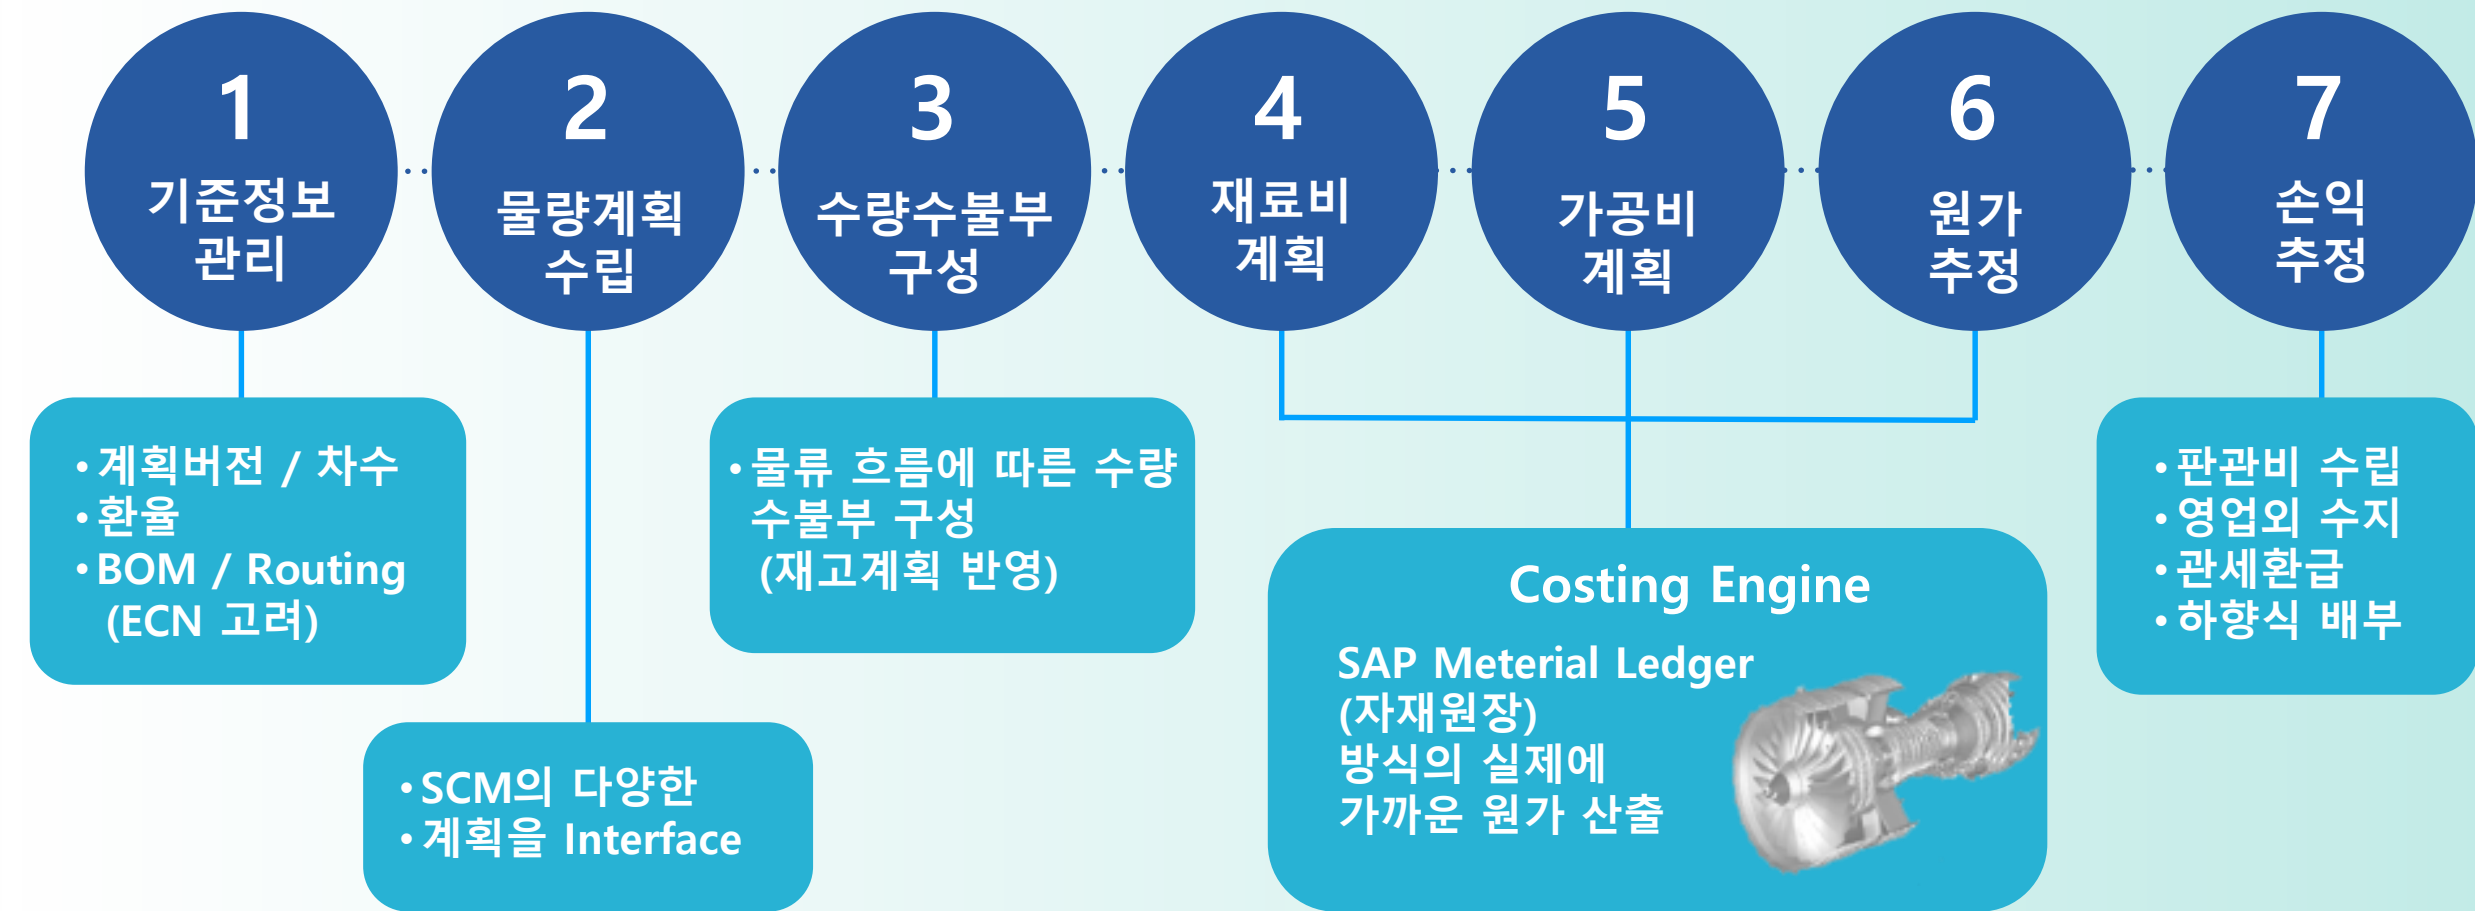 1
기준정보
관리
2
물량계획
수립
3
수량수불부
구성
4
재료비
계획
5
가공비
계획
6
원가
추정
7
손익
추정
• 계획버전 / 차수
• 환율
• BOM / Routing
(ECN 고려)
• SCM의 다양한
• 계획을 Interface
• 물류 흐름에 따른 수량
수불부 구성
(재고계획 반영)
Costing Engine
SAP Meterial Ledger
(자재원장)
방식의 실제에
가까운 원가 산출
• 판관비 수립
• 영업외 수지
• 관세환급
• 하향식 배부